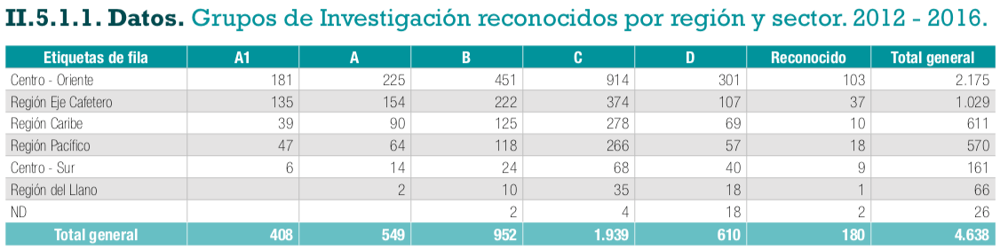 II.5.1.1. Datos. Grupos de Investigación reconocidos por región y sector. 2012 - 2016.
Etiquetas de fila A1 A B C D Reconocido Total general
Centro - Oriente 181 225 451 914 301 103 2.175
Región Eje Cafetero 135 154 222 374 107 37 1.029
Región Caribe 39 90 125 278 69 10 611
Región Pacífico 47 64 118 266 57 18 570
Centro - Sur 6 14 24 68 40 9 161
Región del Llano 2 10 35 18 1 66
ND 2 4 18 2 26
Total general 408 549 952 1.939 610 180 4.638